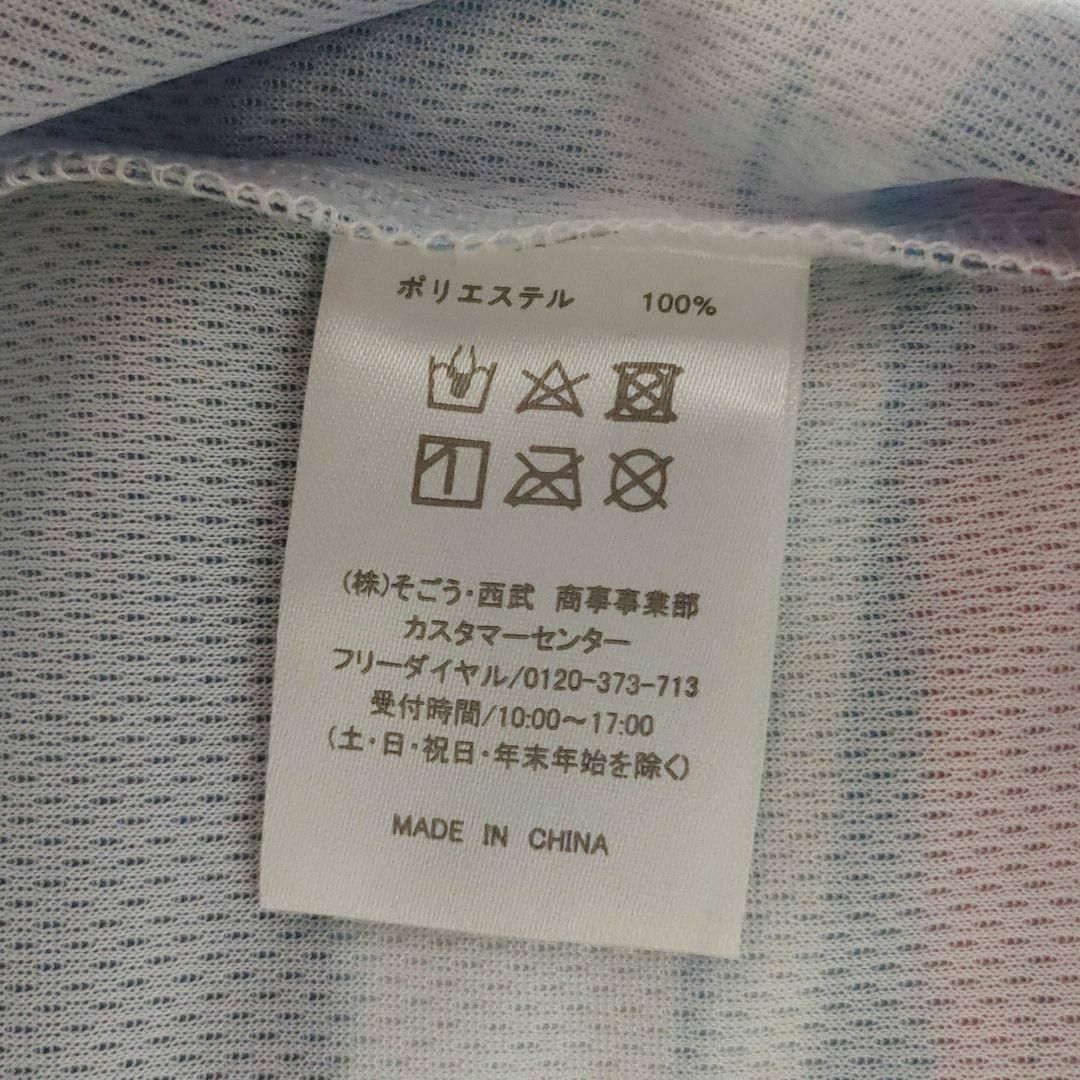 ポリエステル 100%
(株)そごう・西武 商事事業部
カスタマーセンター
フリーダイヤル/0120-373-713
受付時間/10:00～17:00
(土・日・祝日・年末年始を除く)
MADE IN CHINA